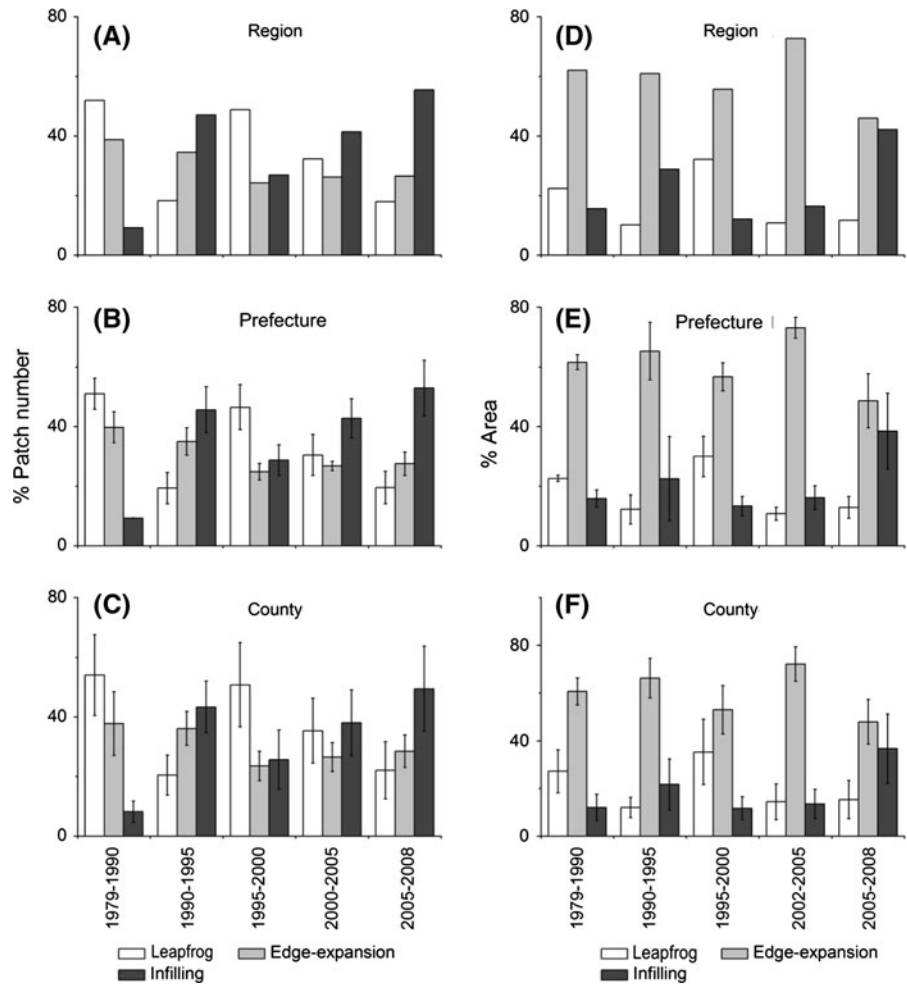 80
(A)
Region
40
0
80
(B)
Prefecture
% Patch number
40
0
80
(C)
County
40
0
1979-1990
1990-1995
1995-2000
2000-2005
2005-2008
Leapfrog
Edge-expansion
Infilling
80
(D)
Region
40
0
80
(E)
Prefecture
% Area
40
0
(F)
County
80
40
0
1979-1990
1990-1995
1995-2000
2002-2005
2005-2008
Leapfrog
Edge-expansion
Infilling